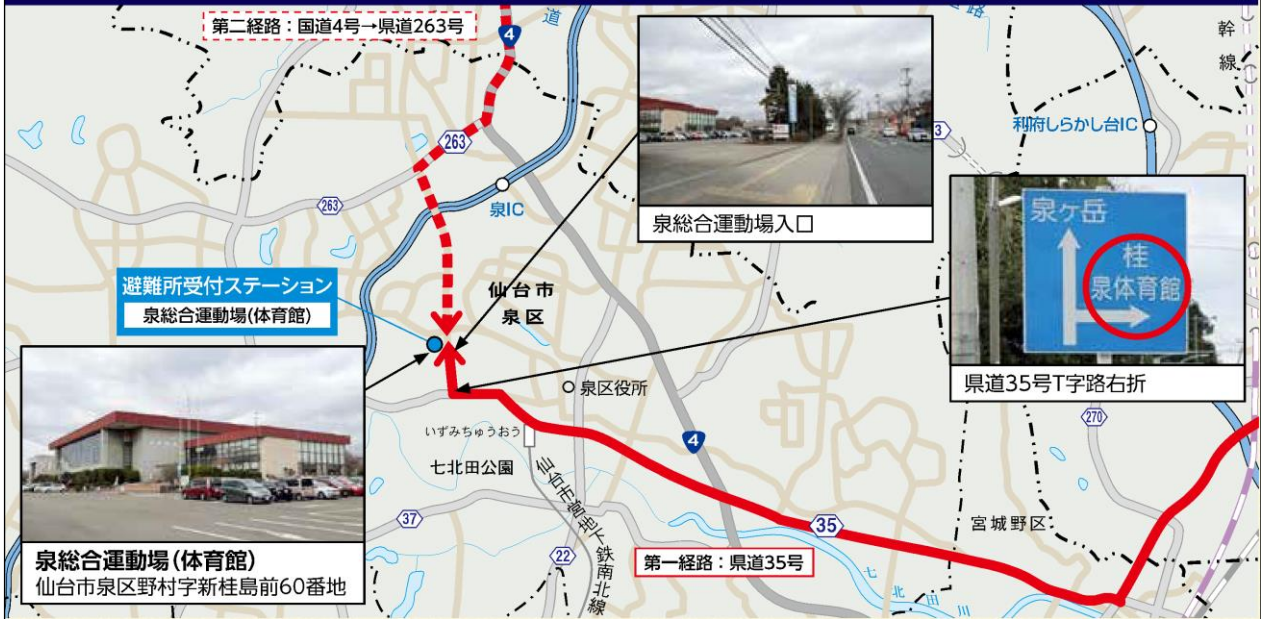 第二経路：国道4号→県道263号
道
4
路
幹
線
263
3
利府しらかし台IC
263
泉IC
泉総合運動場入口
泉ヶ岳
桂
泉体育館
県道35号T字路右折
避難所受付ステーション
泉総合運動場(体育館)
仙台市
泉区
泉区役所
いずみちゅうおう
七北田公園
仙台市営地下鉄南北線
4
270
37
22
35
宮城野区
第一経路：県道35号
七北田川
泉総合運動場(体育館)
仙台市泉区野村字新桂島前60番地